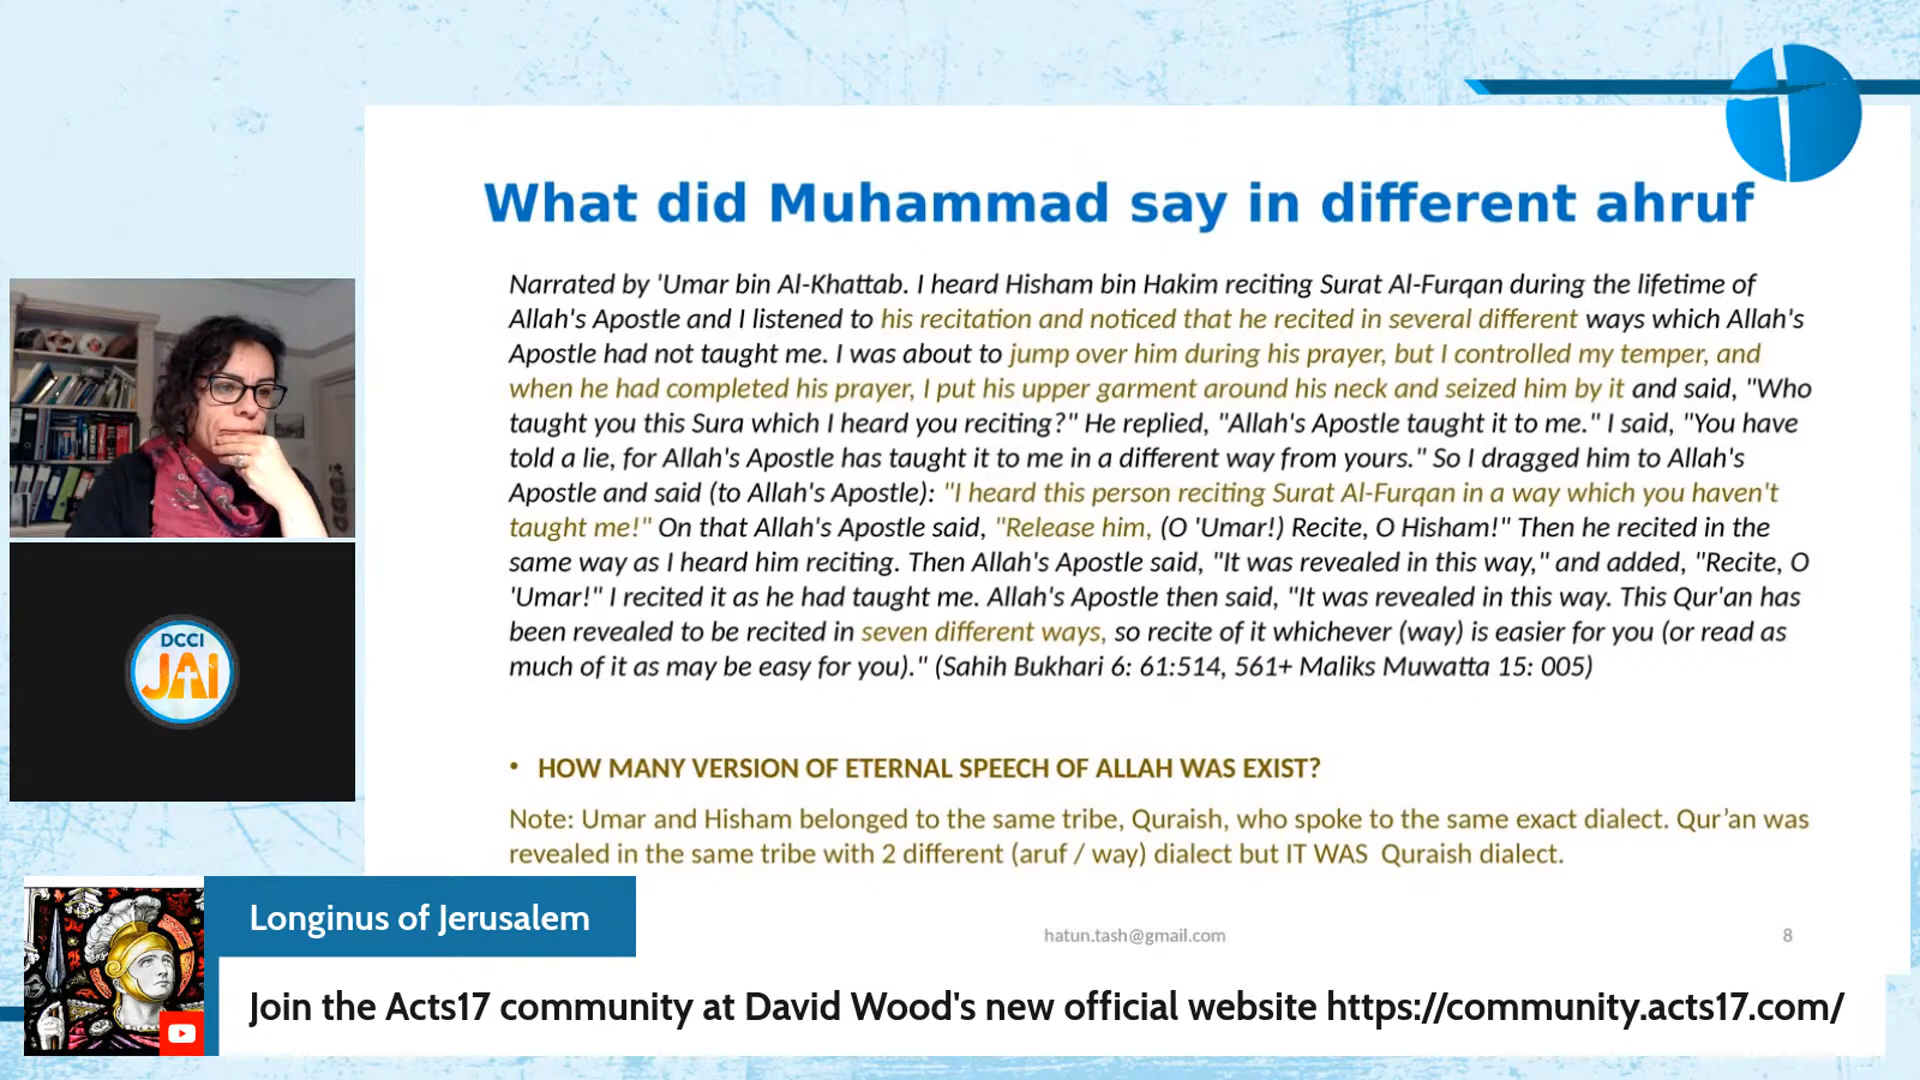 What did Muhammad say in different ahruf
Narrated by 'Umar bin Al-Khattab. I heard Hisham bin Hakim reciting Surat Al-Furqan during the lifetime of
Allah's Apostle and I listened to his recitation and noticed that he recited in several different ways which Allah's
Apostle had not taught me. I was about to jump over him during his prayer, but I controlled my temper, and
when he had completed his prayer, I put his upper garment around his neck and seized him by it and said, "Who
taught you this Sura which I heard you reciting?" He replied, "Allah's Apostle taught it to me." I said, "You have
told a lie, for Allah's Apostle has taught it to me in a different way from yours." So I dragged him to Allah's
Apostle and said (to Allah's Apostle): "I heard this person reciting Surat Al-Furqan in a way which you haven't
taught me!" On that Allah's Apostle said, "Release him, (O 'Umar!) Recite, O Hisham!" Then he recited in the
same way as I heard him reciting. Then Allah's Apostle said, "It was revealed in this way," and added, "Recite, O
'Umar!" I recited it as he had taught me. Allah's Apostle then said, "It was revealed in this way. This Qur'an has
been revealed to be recited in seven different ways, so recite of it whichever (way) is easier for you (or read as
much of it as may be easy for you)." (Sahih Bukhari 6: 61:514, 561+ Maliks Muwatta 15: 005)
• HOW MANY VERSION OF ETERNAL SPEECH OF ALLAH WAS EXIST?
Note: Umar and Hisham belonged to the same tribe, Quraish, who spoke to the same exact dialect. Qur’an was
revealed in the same tribe with 2 different (aruf / way) dialect but IT WAS Quraish dialect.
hatun.tash@gmail.com
8
DCCI
JAI
Longinus of Jerusalem
Join the Acts17 community at David Wood's new official website https://community.acts17.com/